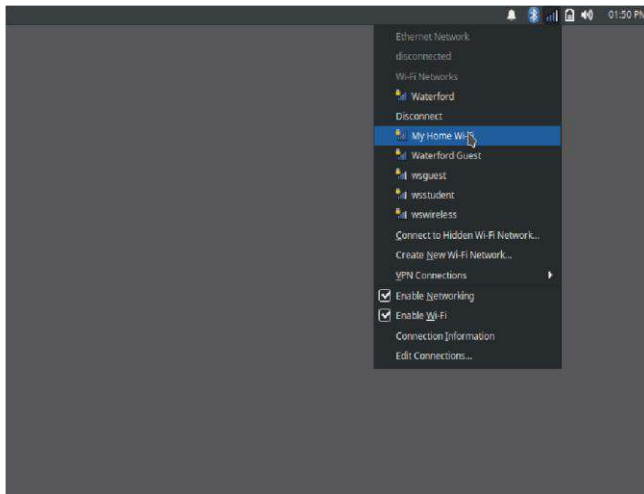 01:50 PM
Ethernet Network
disconnected
Wi-Fi Networks
Waterford
Disconnect
My Home Wi-Fi
Waterford Guest
wsguest
wsstudent
wswireless
Connect to Hidden Wi-Fi Network...
Create New Wi-Fi Network...
VPN Connections
Enable Networking
Enable Wi-Fi
Connection Information
Edit Connections...